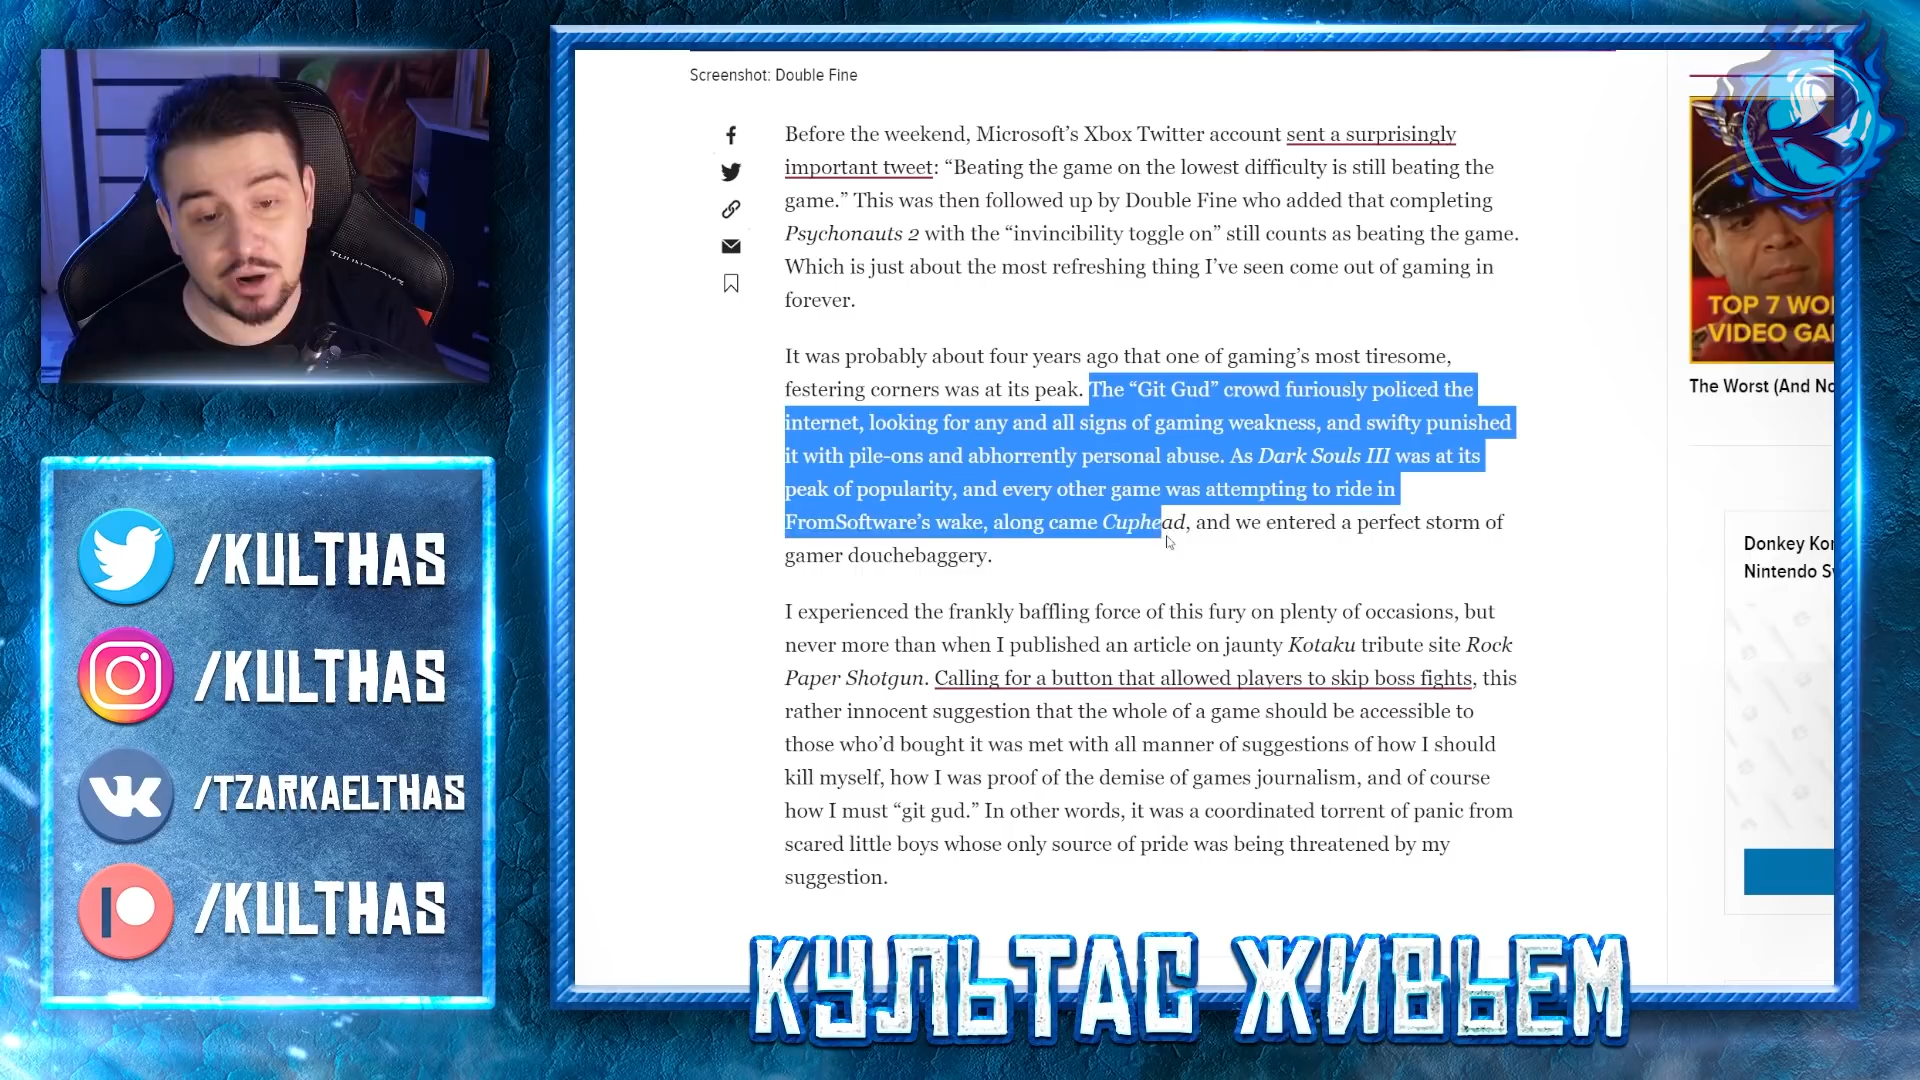 Screenshot: Double Fine
Before the weekend, Microsoft’s Xbox Twitter account sent a surprisingly
important tweet: “Beating the game on the lowest difficulty is still beating the
game.” This was then followed up by Double Fine who added that completing
Psychonauts 2 with the “invincibility toggle on” still counts as beating the game.
Which is just about the most refreshing thing I’ve seen come out of gaming in
forever.
It was probably about four years ago that one of gaming’s most tiresome,
festering corners was at its peak. The “Git Gud” crowd furiously policed the
internet, looking for any and all signs of gaming weakness, and swifty punished
it with pile-ons and abhorrently personal abuse. As Dark Souls III was at its
peak of popularity, and every other game was attempting to ride in
FromSoftware’s wake, along came Cuphead, and we entered a perfect storm of
gamer douchebaggery.
I experienced the frankly baffling force of this fury on plenty of occasions, but
never more than when I published an article on jaunty Kotaku tribute site Rock
Paper Shotgun. Calling for a button that allowed players to skip boss fights, this
rather innocent suggestion that the whole of a game should be accessible to
those who’d bought it was met with all manner of suggestions of how I should
kill myself, how I was proof of the demise of games journalism, and of course
how I must “git gud.” In other words, it was a coordinated torrent of panic from
scared little boys whose only source of pride was being threatened by my
suggestion.
TOP 7 WO
VIDEO GA
The Worst (And No
Donkey Kon
Nintendo S
/KULTHAS
/KULTHAS
/TZARKAELTHAS
/KULTHAS
КУЛЬТАС ЖИВЬЕМ